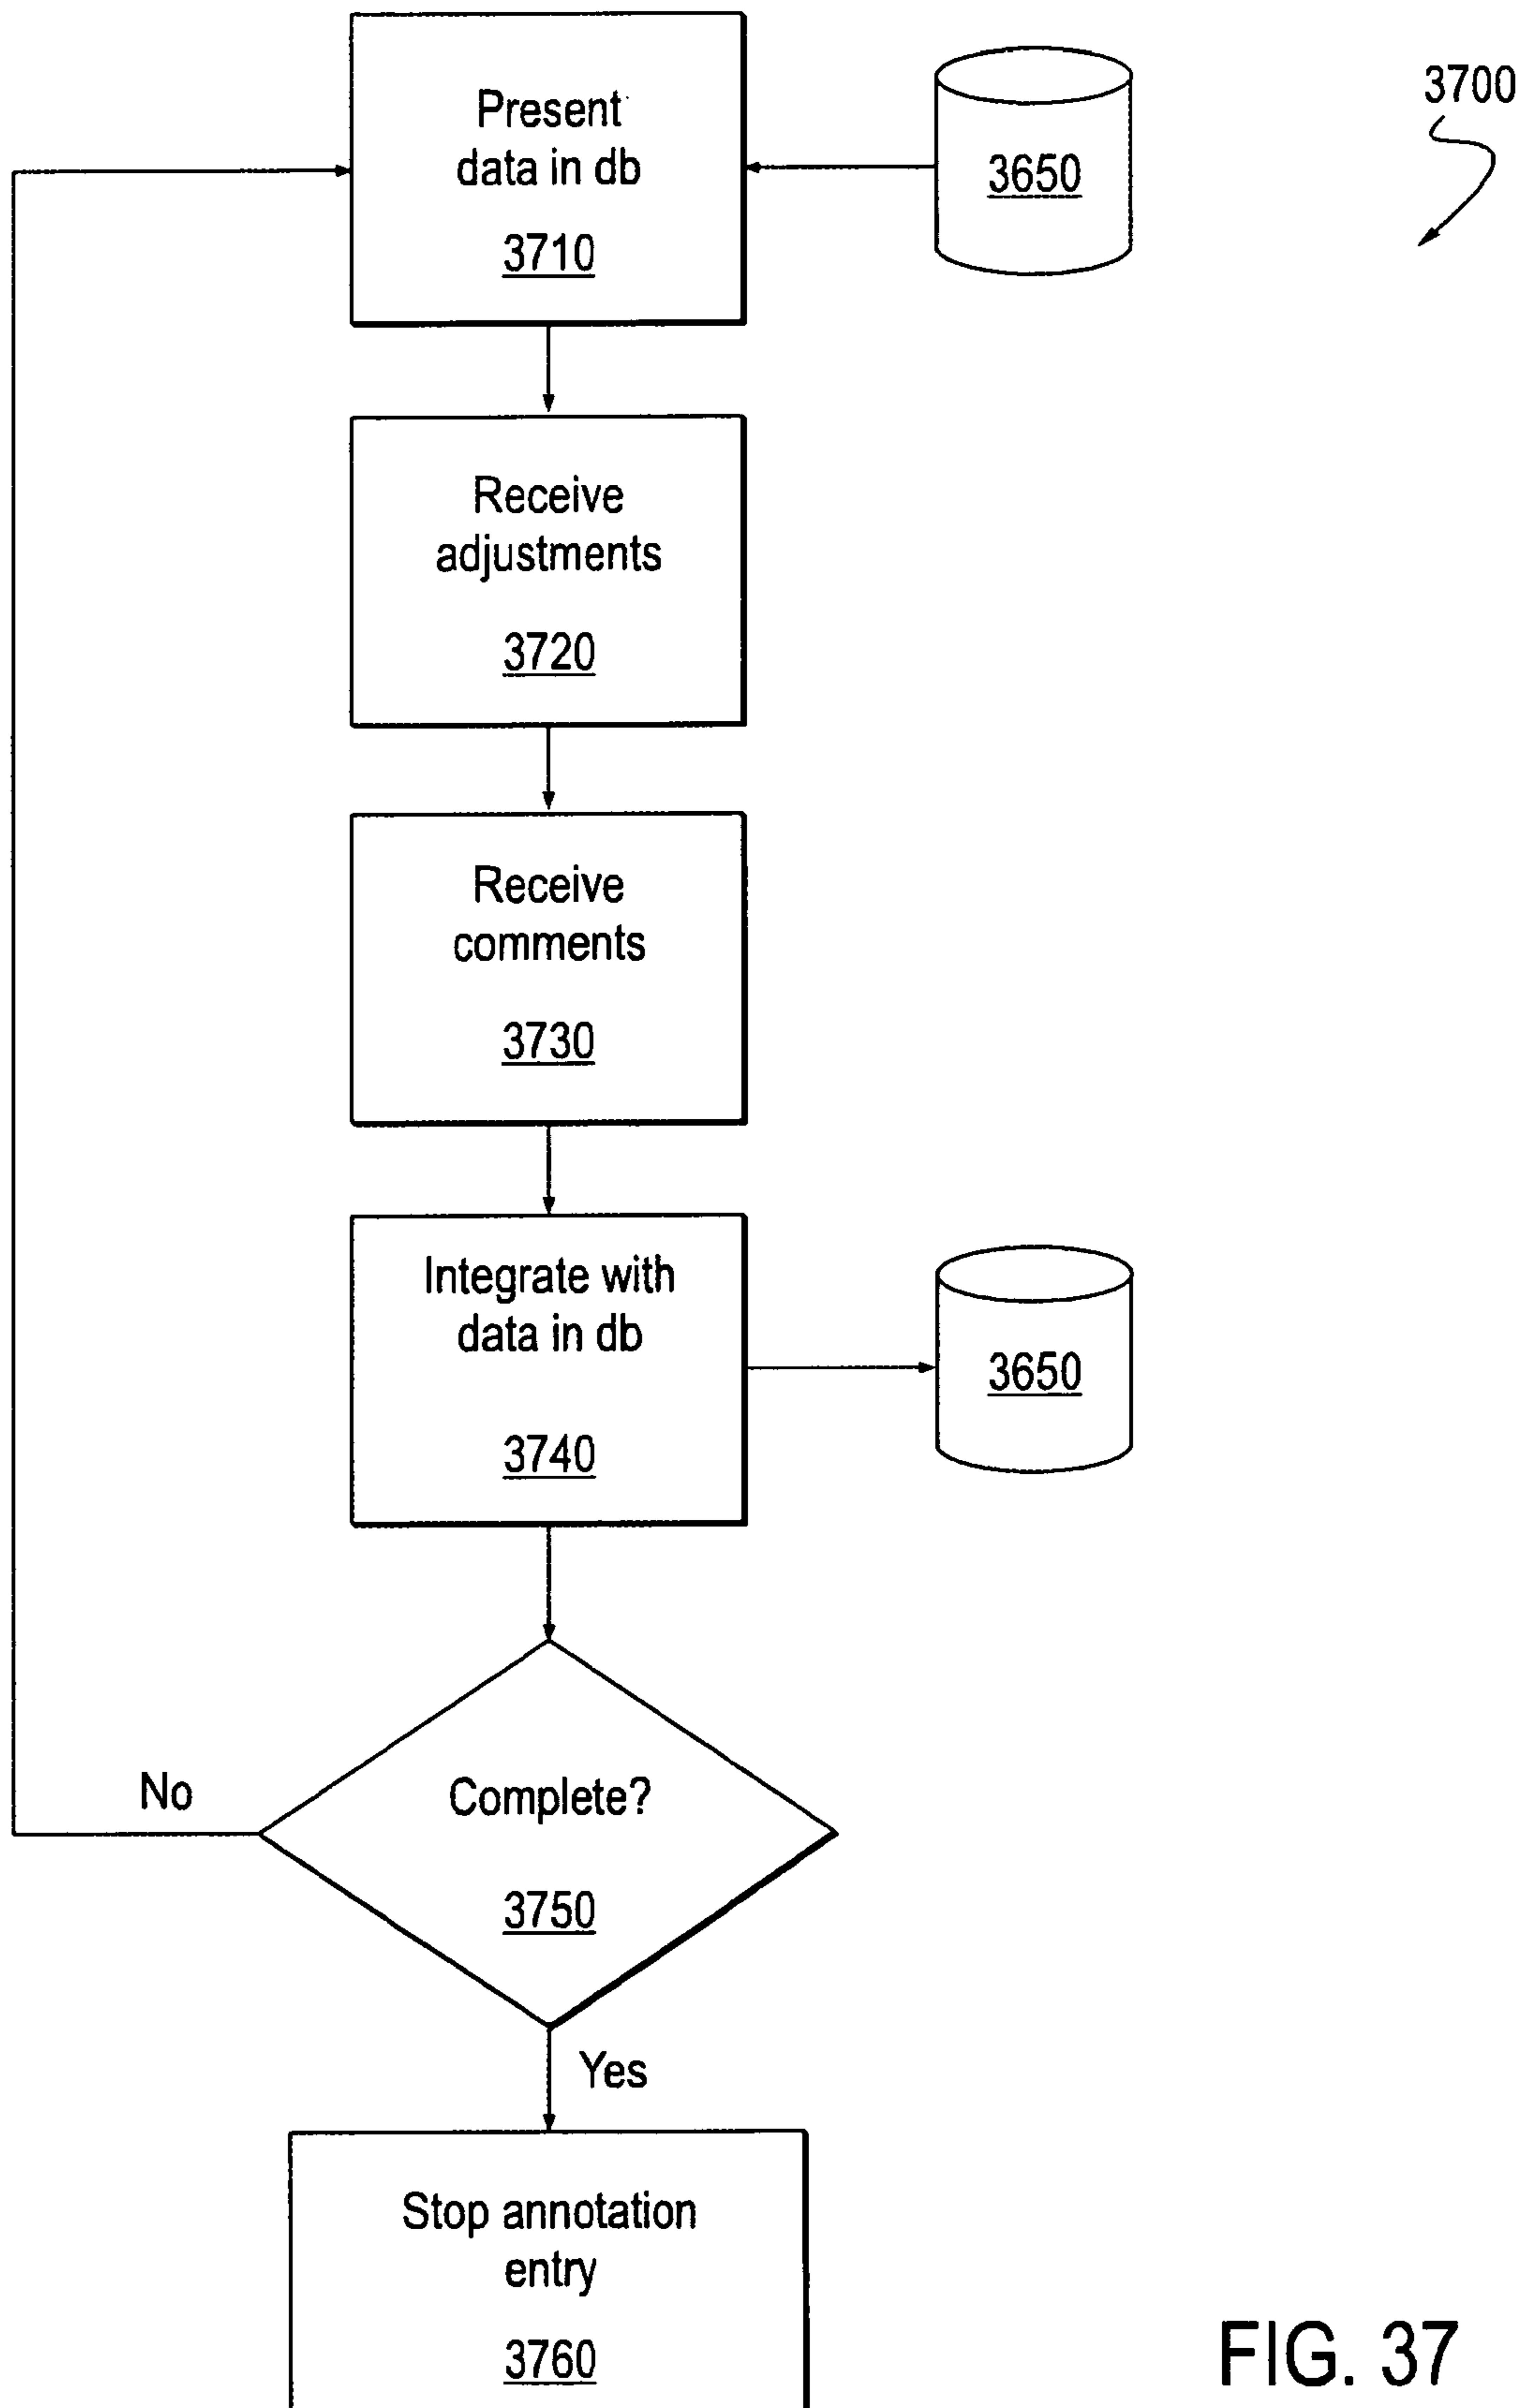 3700
Present
data in db
3710
3650
Receive
adjustments
3720
Receive
comments
3730
Integrate with
data in db
3740
3650
Complete?
3750
No
Yes
Stop annotation
entry
3760
FIG. 37